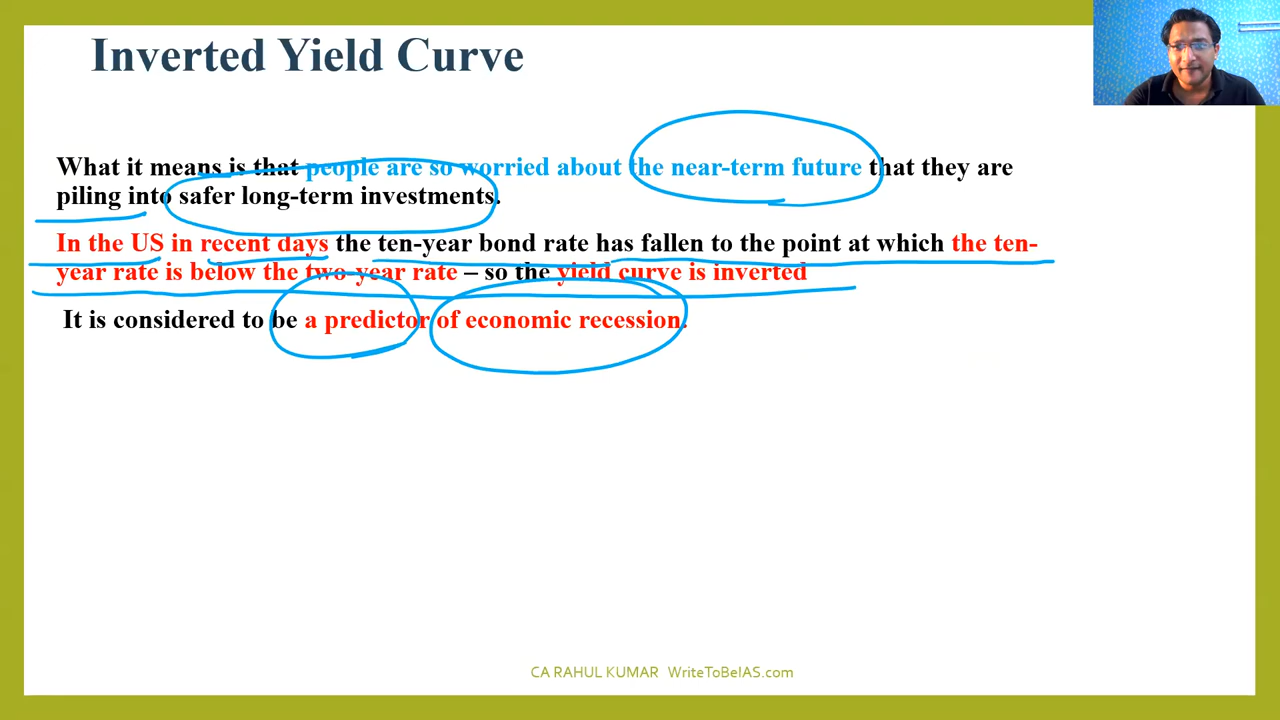 Inverted Yield Curve
What it means is that people are so worried about the near-term future that they are
piling into safer long-term investments.
In the US in recent days the ten-year bond rate has fallen to the point at which the ten-
year rate is below the two-year rate – so the yield curve is inverted
It is considered to be a predictor of economic recession.
CA RAHUL KUMAR WriteToBeIAS.com